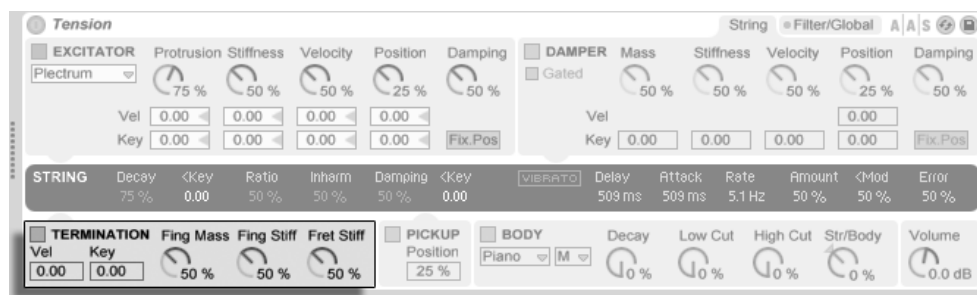 Tension String Filter/Global A A S
EXCITATOR Protrusion Stiffness Velocity Position Damping
Plectrum 75 % 50 % 50 % 25 % 50 %
Vel 0.00 0.00 0.00 0.00
Key 0.00 0.00 0.00 0.00 Fix.Pos
DAMPER Mass Stiffness Velocity Position Damping
Gated 50 % 50 % 50 % 25 % 50 %
Vel 0.00
Key 0.00 0.00 0.00 0.00 Fix.Pos
STRING Decay <Key Ratio Inharm Damping <Key VIBRATO Delay Attack Rate Amount <Mod Error
75 % 0.00 50 % 50 % 50 % 0.00 509 ms 509 ms 5.1 Hz 50 % 50 % 50 %
TERMINATION Fing Mass Fing Stiff Fret Stiff
Vel Key
0.00 0.00 50 % 50 % 50 %
PICKUP
Position
25 %
BODY Decay Low Cut High Cut Str/Body Volume
Piano M 0 % 0 % 0 % 0 % 0.0 dB